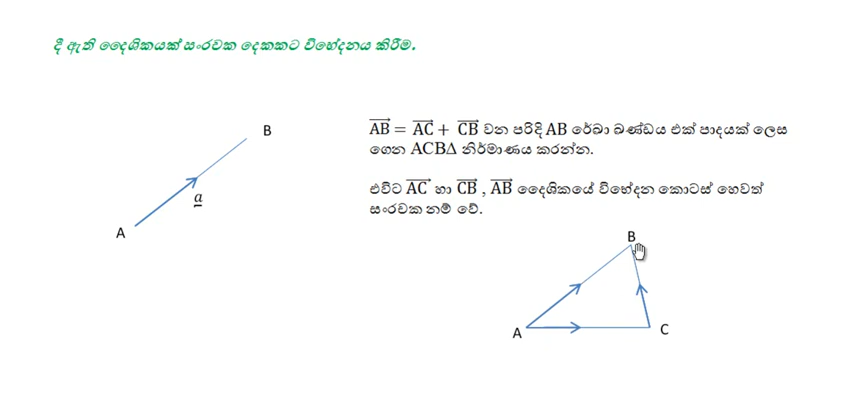 දී ඇති දෛශිකයක් සංරචක දෙකකට විභේදනය කිරීම.
B
a
A
AB = AC + CB වන පරිදි AB රේඛා ඛණ්ඩය එක් පාදයක් ලෙස
ගෙන ACBΔ නිර්මාණය කරන්න.
එවිට AC හා CB , AB දෛශිකයේ විභේදන කොටස් හෙවත්
සංරචක නම් වේ.
B
A
C